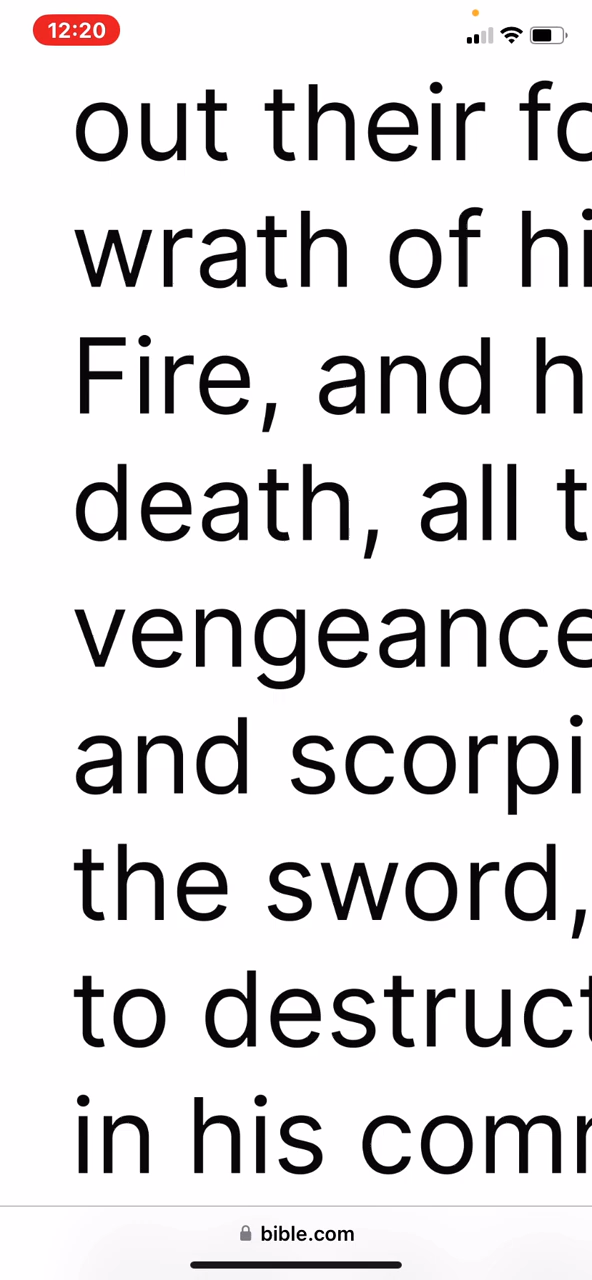 12:20
out their fo
wrath of hi
Fire, and h
death, all t
vengeance
and scorpi
the sword,
to destruct
in his comm
bible.com